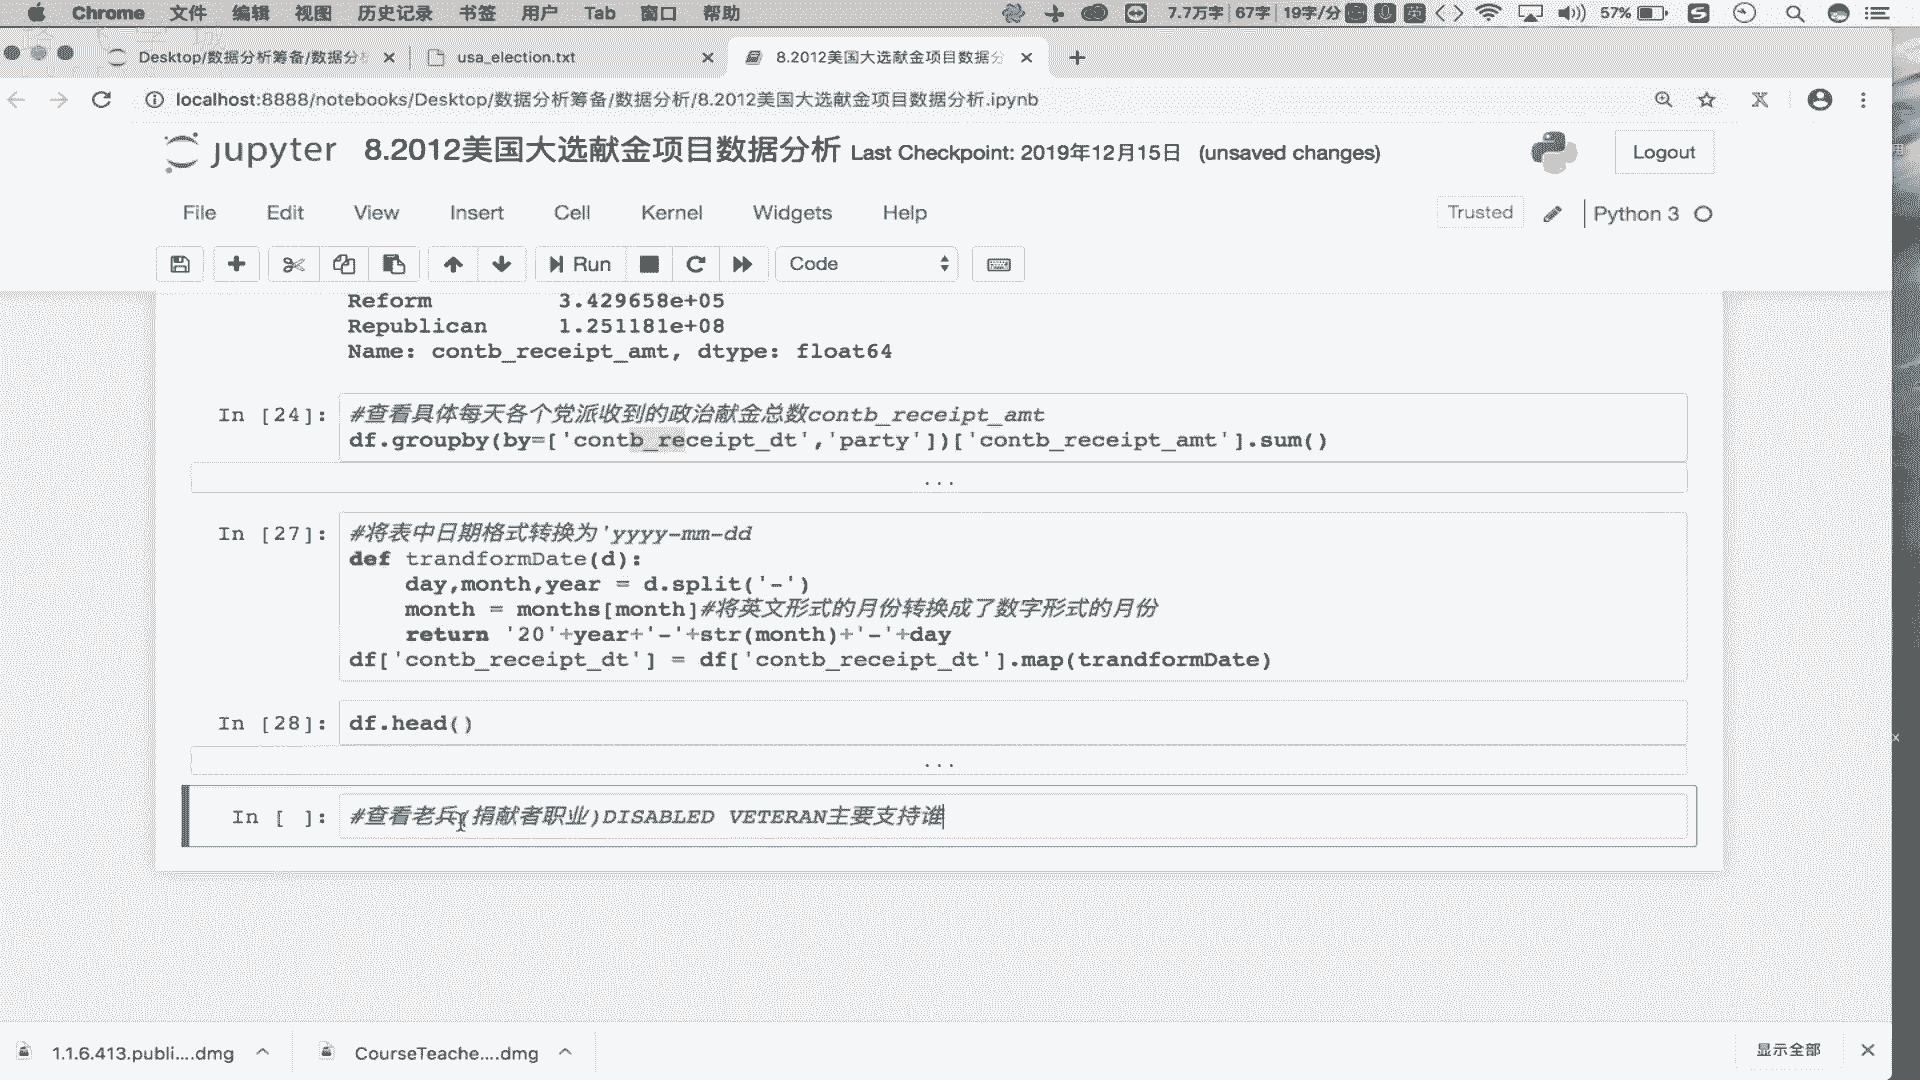 Chrome 文件 编辑 视图 历史记录 书签 用户 Tab 窗口 帮助 7.7万字 67字 19字/分 英 57%
Desktop/数据分析筹备/数据分 usa_election.txt 8.2012美国大选献金项目数据分
localhost:8888/notebooks/Desktop/数据分析筹备/数据分析/8.2012美国大选献金项目数据分析.ipynb
jupyter 8.2012美国大选献金项目数据分析 Last Checkpoint: 2019年12月15日 (unsaved changes) Logout
File Edit View Insert Cell Kernel Widgets Help Trusted Python 3
Run Code
Reform 3.429658e+05
Republican 1.251181e+08
Name: contb_receipt_amt, dtype: float64
In [24]: #查看具体每天各个党派收到的政治献金总数contb_receipt_amt
df.groupby(by=['contb_receipt_dt','party'])['contb_receipt_amt'].sum()
...
In [27]: #将表中日期格式转换为'yyyy-mm-dd
def trandformDate(d):
day,month,year = d.split('-')
month = months[month]#将英文形式的月份转换成了数字形式的月份
return '20'+year+'-'+str(month)+'-'+day
df['contb_receipt_dt'] = df['contb_receipt_dt'].map(trandformDate)
In [28]: df.head()
...
In [ ]: #查看老兵(捐献者职业)DISABLED VETERAN主要支持谁
1.1.6.413.publi....dmg CourseTeache....dmg 显示全部